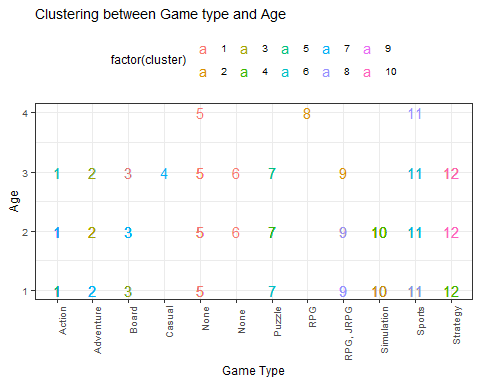 Clustering between Game type and Age
factor(cluster)
a 1 a 3 a 5 a 7 a 9
a 2 a 4 a 6 a 8 a 10
4 5 8 11
3 1 2 3 4 5 6 7 9 11 12
2 1 2 3 5 6 7 9 10 11 12
1 1 2 3 5 7 9 10 11 12
Age
Action Adventure Board Casual None None Puzzle RPG RPG, JRPG Simulation Sports Strategy
Game Type